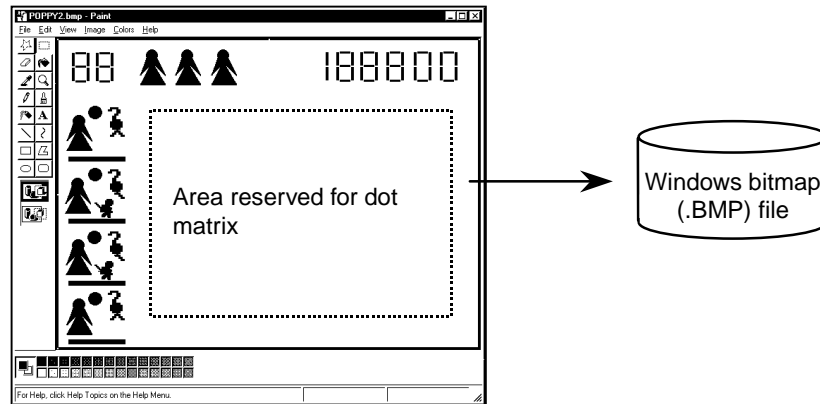 POPPY2.bmp - Paint
File Edit View Image Colors Help
88 188800
Area reserved for dot
matrix
Windows bitmap
(.BMP) file
For Help, click Help Topics on the Help Menu.